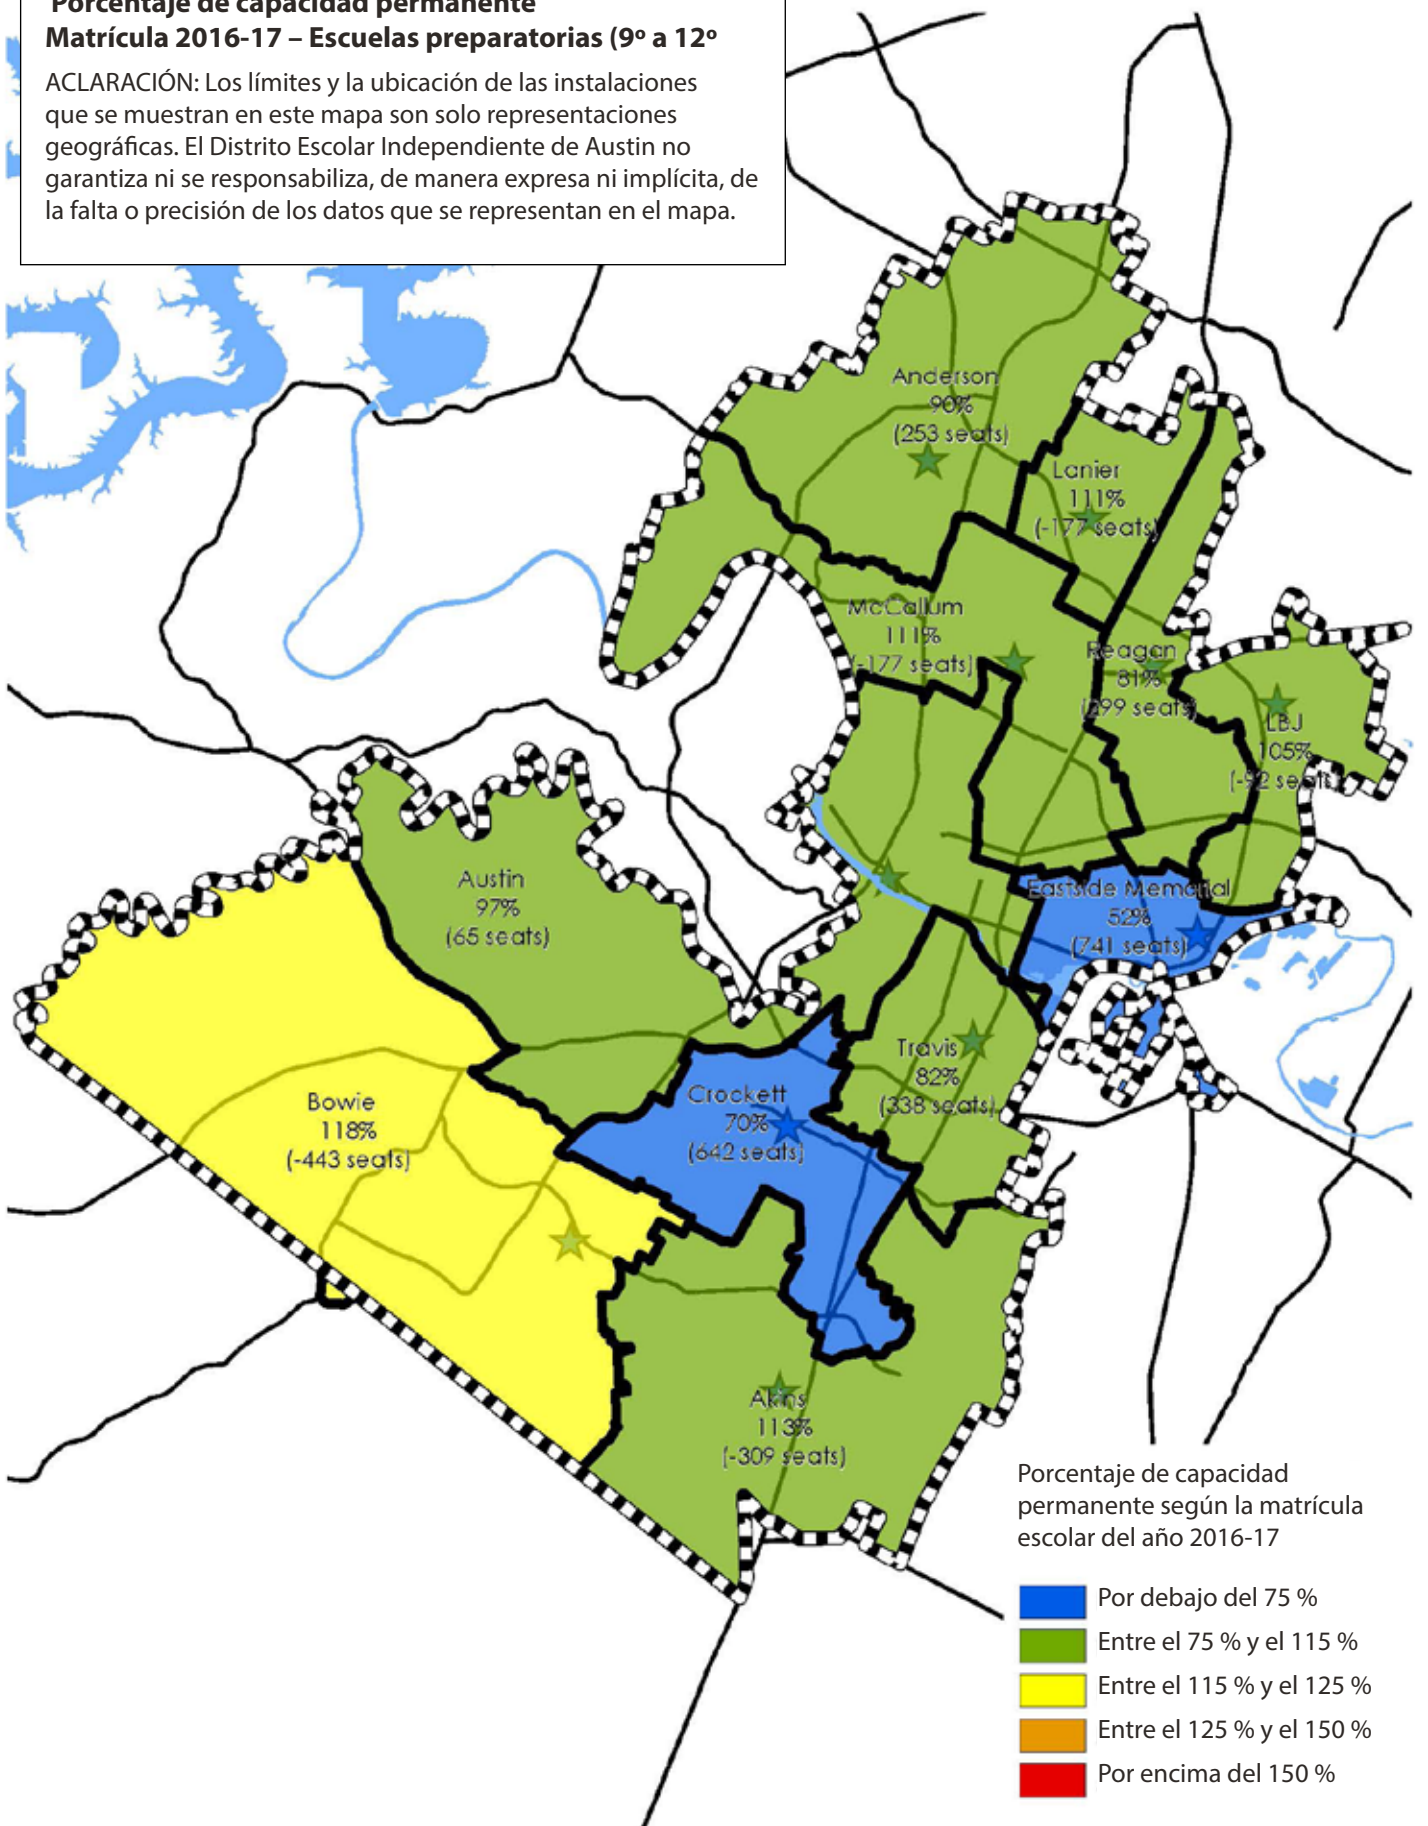 Porcentaje de capacidad permanente
Matrícula 2016-17 – Escuelas preparatorias (9º a 12º
ACLARACIÓN: Los límites y la ubicación de las instalaciones
que se muestran en este mapa son solo representaciones
geográficas. El Distrito Escolar Independiente de Austin no
garantiza ni se responsabiliza, de manera expresa ni implícita, de
la falta o precisión de los datos que se representan en el mapa.
Anderson
90%
(253 seats)
Lanier
111%
(-177 seats)
McCallum
111%
(-177 seats)
Reagan
81%
(299 seats)
LBJ
105%
(-92 seats)
Austin
97%
(65 seats)
Eastside Memorial
52%
(741 seats)
Travis
82%
(338 seats)
Crockett
70%
(642 seats)
Bowie
118%
(-443 seats)
Akins
113%
(-309 seats)
Porcentaje de capacidad
permanente según la matrícula
escolar del año 2016-17
Por debajo del 75 %
Entre el 75 % y el 115 %
Entre el 115 % y el 125 %
Entre el 125 % y el 150 %
Por encima del 150 %